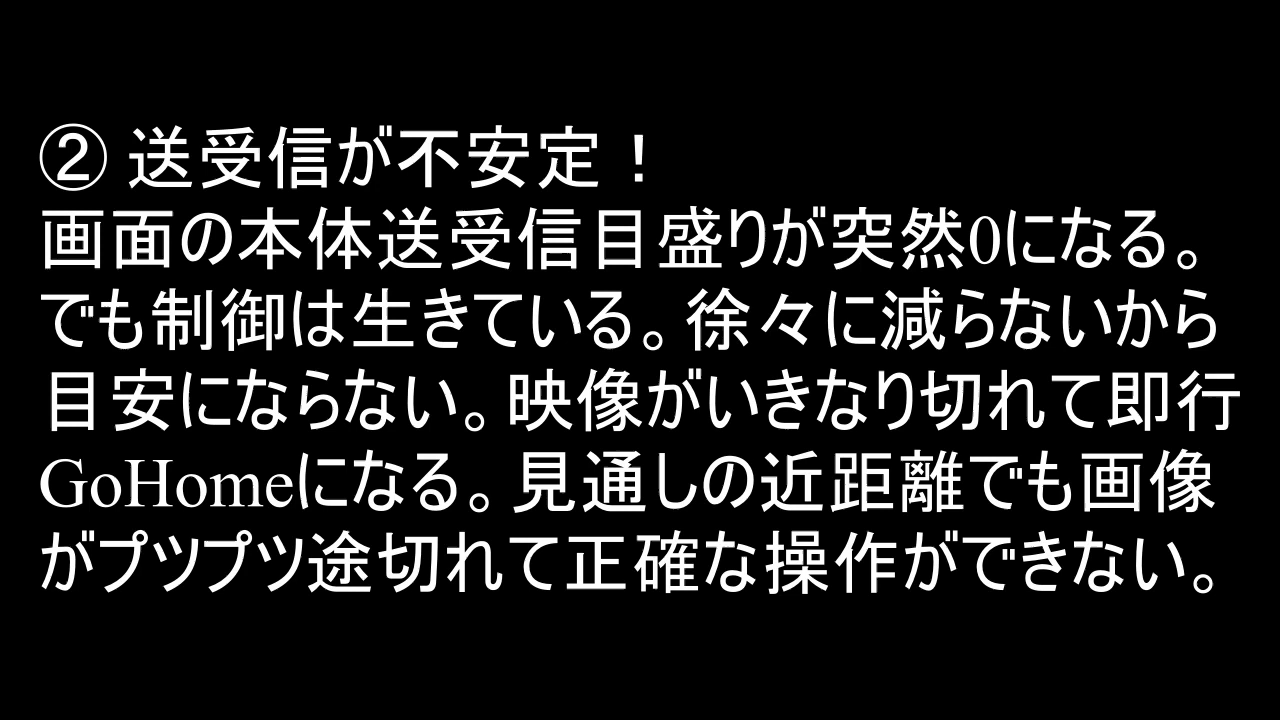 ② 送受信が不安定！
画面の本体送受信目盛りが突然0になる。
でも制御は生きている。徐々に減らないから
目安にならない。映像がいきなり切れて即行
GoHomeになる。見通しの近距離でも画像
がプツプツ途切れて正確な操作ができない。